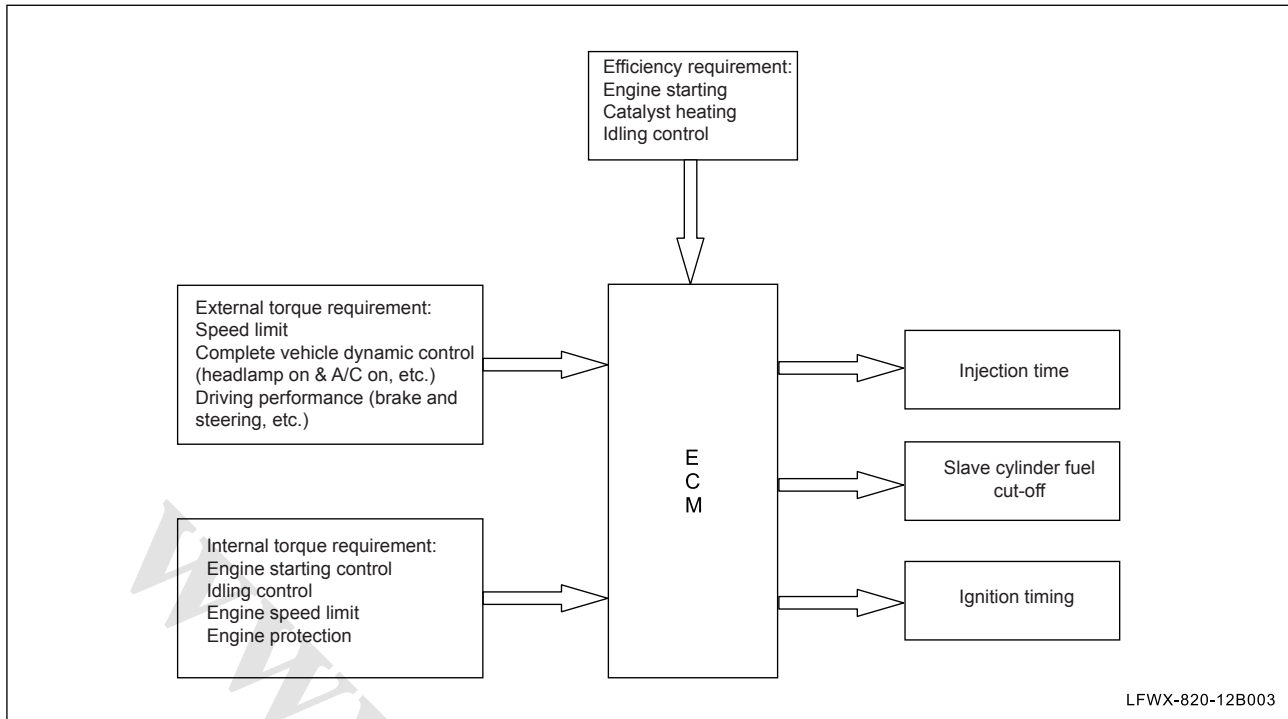 Efficiency requirement:
Engine starting
Catalyst heating
Idling control
External torque requirement:
Speed limit
Complete vehicle dynamic control
(headlamp on & A/C on, etc.)
Driving performance (brake and
steering, etc.)
Internal torque requirement:
Engine starting control
Idling control
Engine speed limit
Engine protection
E
C
M
Injection time
Slave cylinder fuel
cut-off
Ignition timing
LFWX-820-12B003